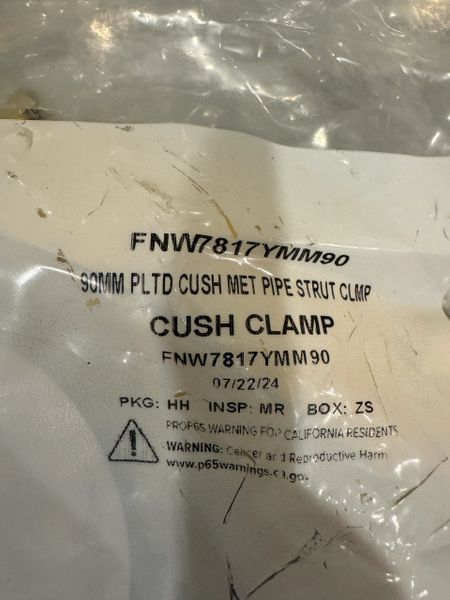 FNW7817YMM90
90MM PLTD CUSH MET PIPE STRUT CLMP
CUSH CLAMP
FNW7817YMM90
07/22/24
PKG: HH INSP: MR BOX: ZS
PROP65 WARNING FOR CALIFORNIA RESIDENTS
WARNING: Cancer and Reproductive Harm
www.p65warnings.ca.gov